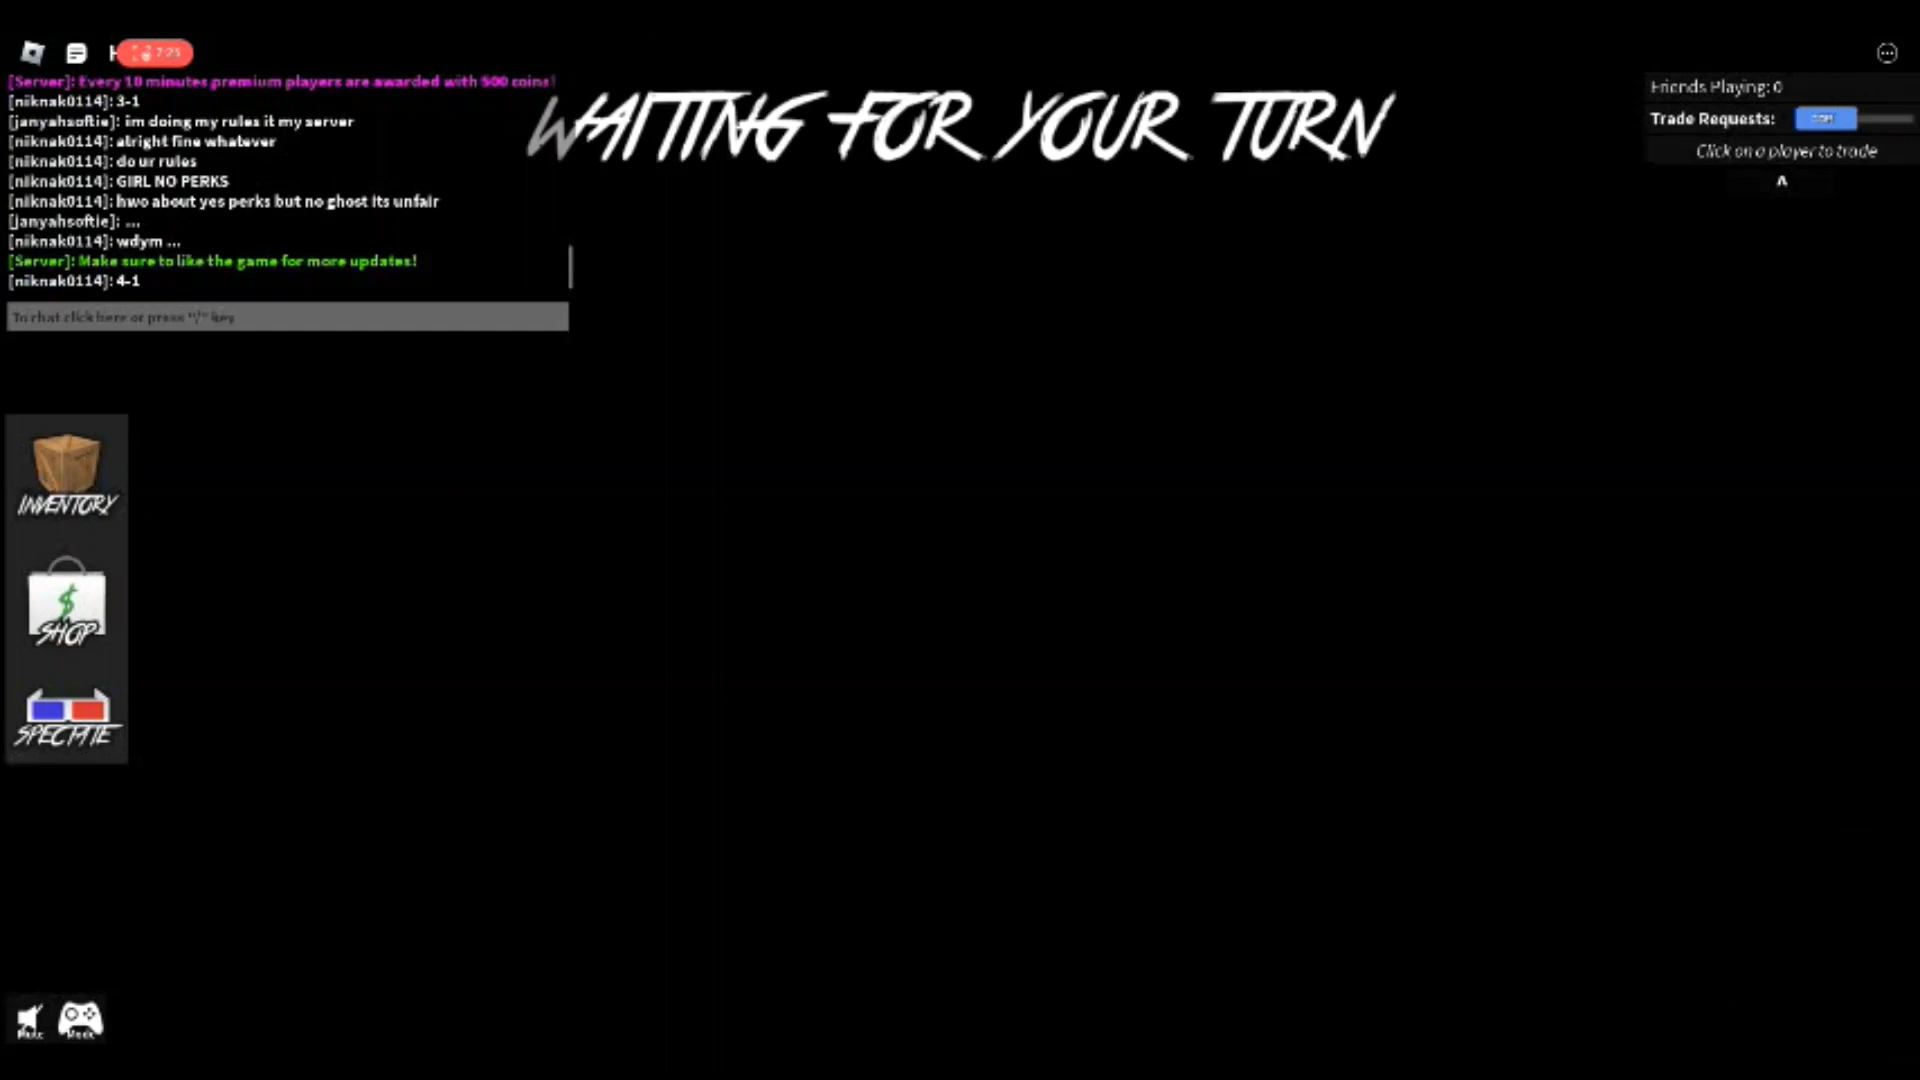 7:25
[Server]: Every 10 minutes premium players are awarded with 500 coins!
[niknak0114]: 3-1
[janyahsoftie]: im doing my rules it my server
[niknak0114]: alright fine whatever
[niknak0114]: do ur rules
[niknak0114]: GIRL NO PERKS
[niknak0114]: hwo about yes perks but no ghost its unfair
[janyahsoftie]: ...
[niknak0114]: wdym ...
[Server]: Make sure to like the game for more updates!
[niknak0114]: 4-1
To chat click here or press "/" key
WAITING FOR YOUR TURN
Friends Playing: 0
Trade Requests:
Click on a player to trade
A
INVENTORY
$
SHOP
SPECTATE
Mute
Mode